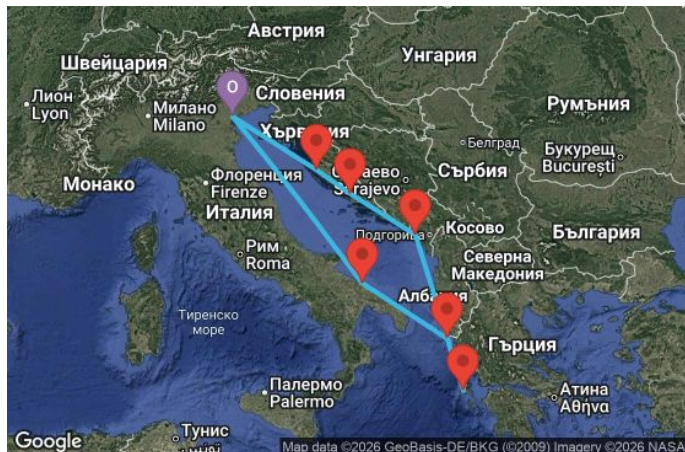 Австрия
Швейцария
Унгария
Словения
Лион
Lyon
Милано
Milano
О
Румъния
Хърватия
Белград
Букурещ
București
Сърбия
Монако
Флоренция
Firenze
Sarajevo
Италия
Подгорица
Косово
България
Рим
Roma
Северна
Македония
Албания
Тиренско
море
Гърция
Палермо
Palermo
Атина
Αθήνα
Тунис
Google
Map data ©2026 GeoBasis-DE/BKG (©2009) Imagery ©2026 NASA